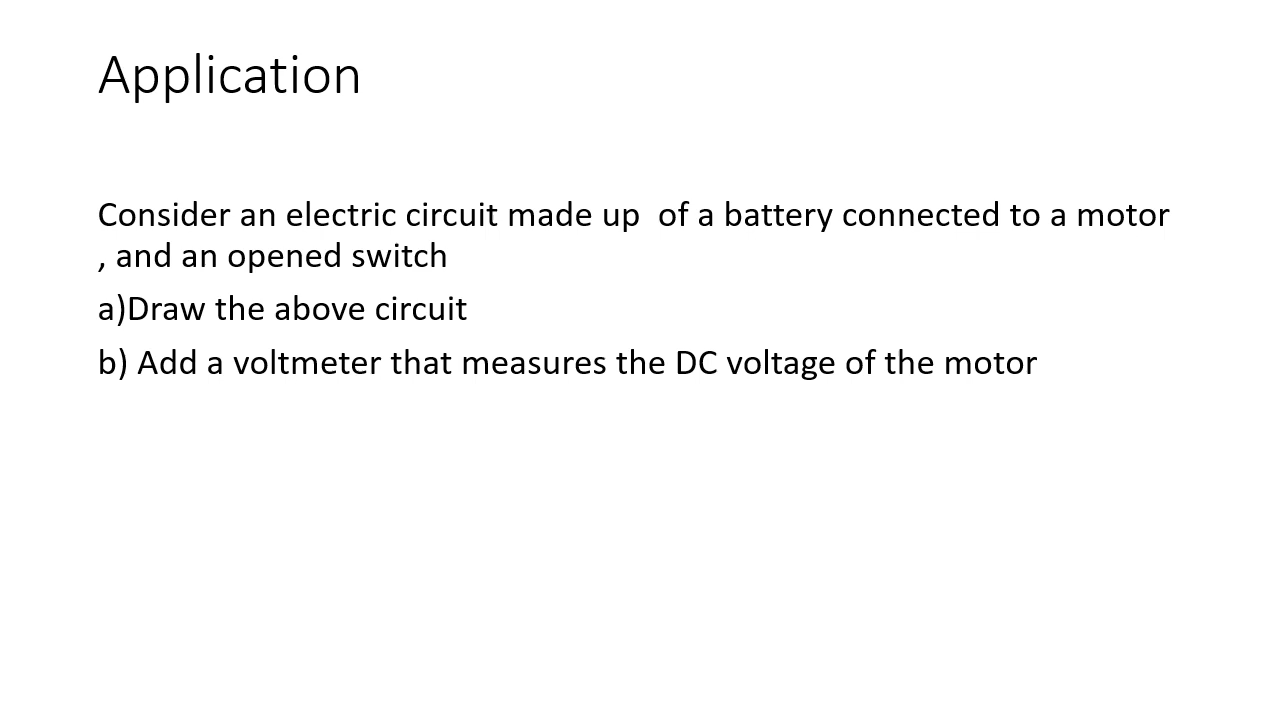 Application
Consider an electric circuit made up  of a battery connected to a motor
, and an opened switch
a)Draw the above circuit
b) Add a voltmeter that measures the DC voltage of the motor